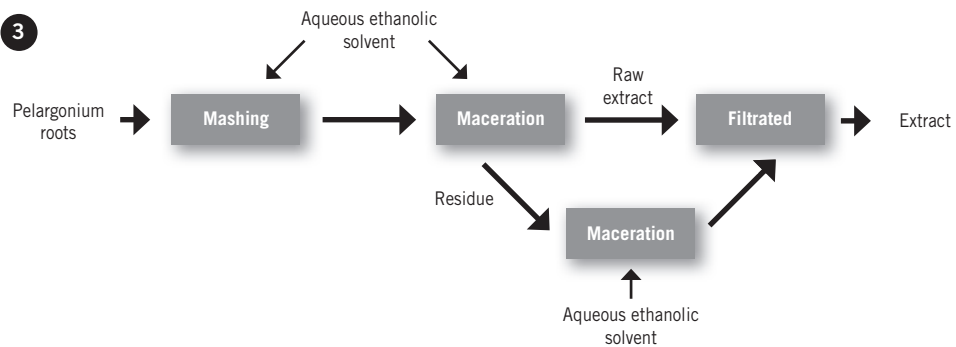 3
Aqueous ethanolic
solvent
Pelargonium
roots
Mashing
Maceration
Raw
extract
Filtrated
Extract
Residue
Maceration
Aqueous ethanolic
solvent